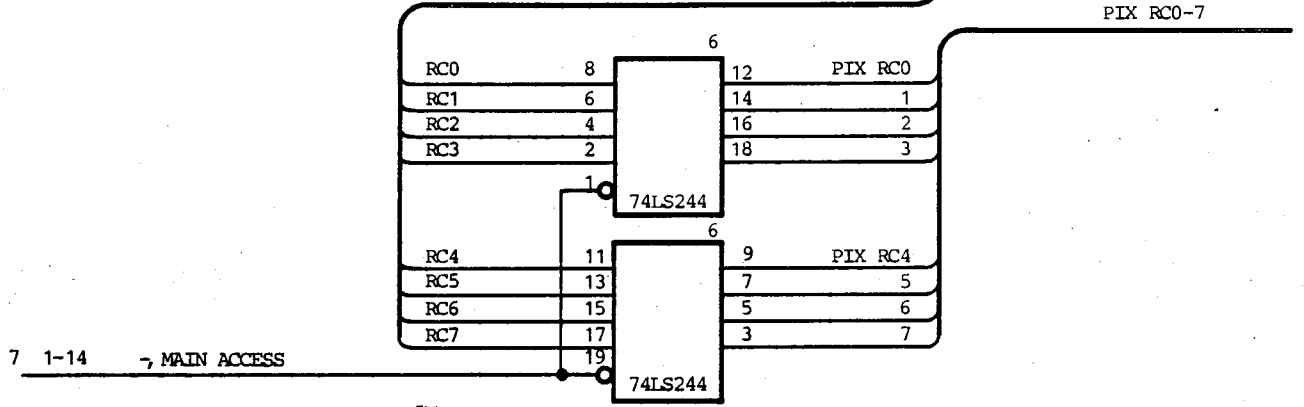 PIX RC0-7
6
RC0 8 12 PIX RC0
RC1 6 14 1
RC2 4 16 2
RC3 2 18 3
1
74LS244
6
RC4 11 9 PIX RC4
RC5 13 7 5
RC6 15 5 6
RC7 17 3 7
7 1-14 ¬, MAIN ACCESS 19
74LS244